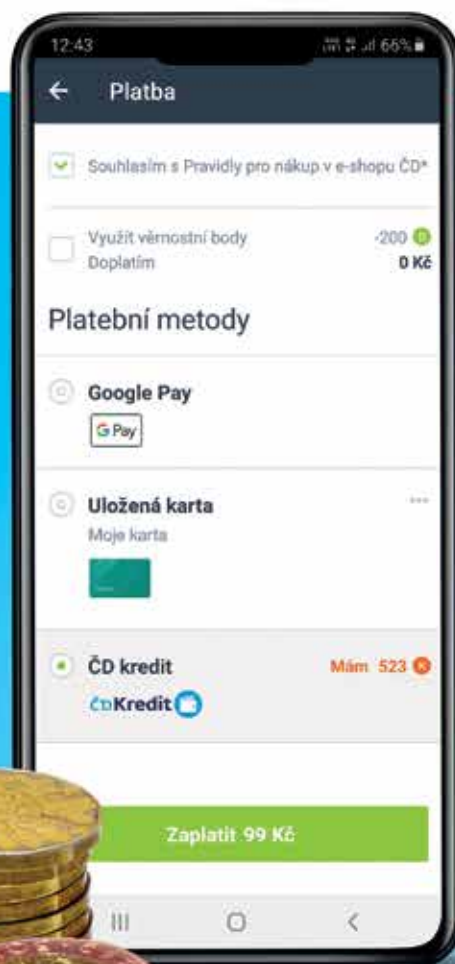 12:43
66%
Platba
Souhlasím s Pravidly pro nákup v e-shopu ČD*
Využít věrnostní body
-200
Doplatím
0 Kč
Platební metody
Google Pay
G Pay
Uložená karta
Moje karta
ČD kredit
Mám 523 K
ČDKredit
Zaplatit 99 Kč